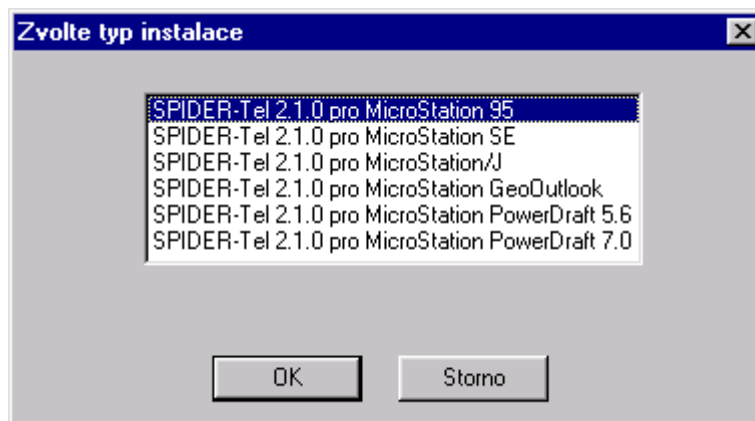 Zvolte typ instalace
SPIDER-Tel 2.1.0 pro MicroStation 95
SPIDER-Tel 2.1.0 pro MicroStation SE
SPIDER-Tel 2.1.0 pro MicroStation/J
SPIDER-Tel 2.1.0 pro MicroStation GeoOutlook
SPIDER-Tel 2.1.0 pro MicroStation PowerDraft 5.6
SPIDER-Tel 2.1.0 pro MicroStation PowerDraft 7.0
OK Storno